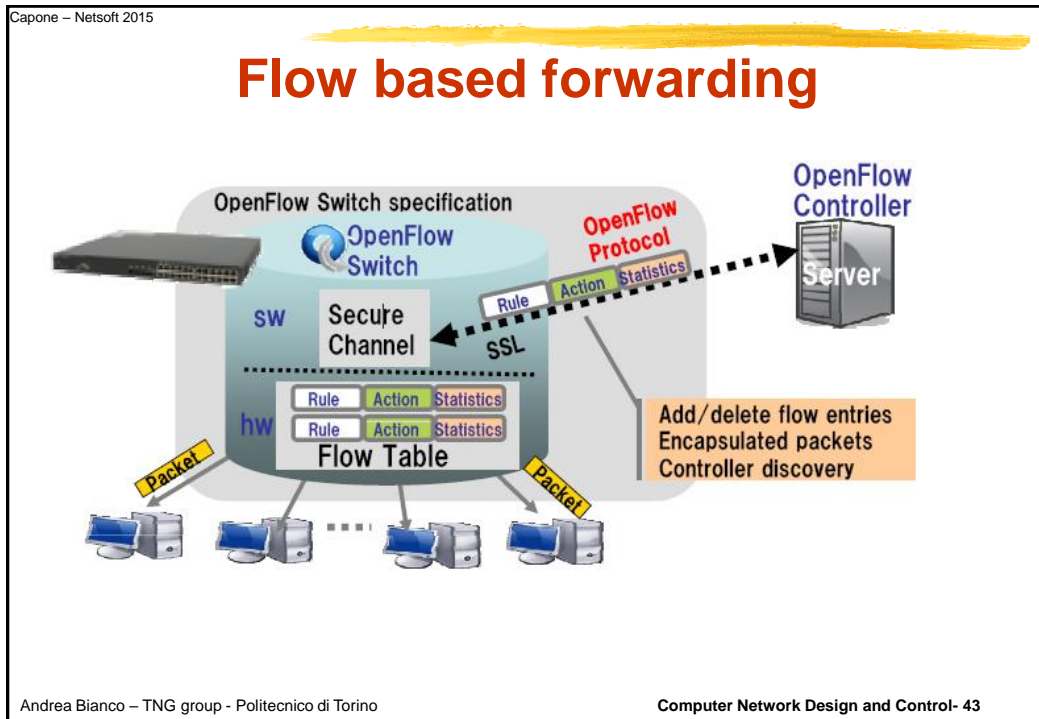 Capone – Netsoft 2015
Flow based forwarding
OpenFlow Switch specification
OpenFlow
Switch
sw
Secure
Channel
hw
Rule Action Statistics
Rule Action Statistics
Flow Table
Packet
Packet
OpenFlow
Protocol
Rule Action Statistics
SSL
OpenFlow
Controller
Server
Add/delete flow entries
Encapsulated packets
Controller discovery
Andrea Bianco – TNG group - Politecnico di Torino
Computer Network Design and Control- 43